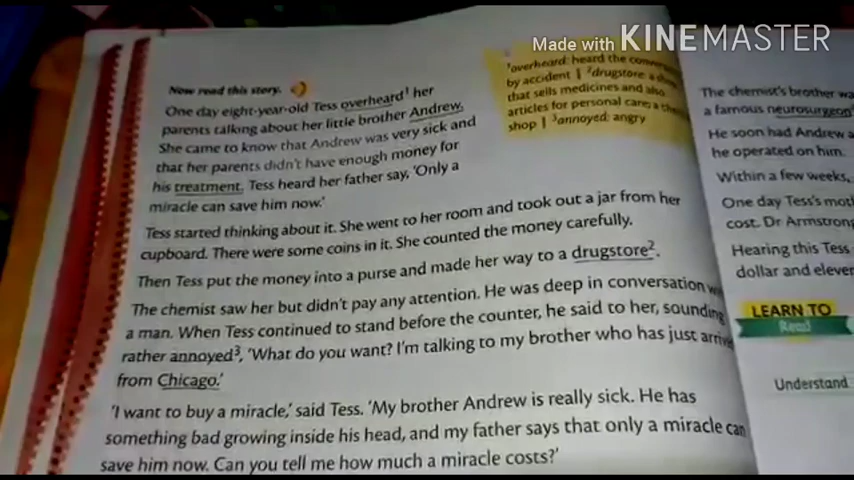 Made with KINEMASTER
Now read this story.
One day eight-year-old Tess overheard¹ her
parents talking about her little brother Andrew.
She came to know that Andrew was very sick and
that her parents didn't have enough money for
his treatment. Tess heard her father say, 'Only a
miracle can save him now.'
Tess started thinking about it. She went to her room and took out a jar from her
cupboard. There were some coins in it. She counted the money carefully.
Then Tess put the money into a purse and made her way to a drugstore².
The chemist saw her but didn't pay any attention. He was deep in conversation
a man. When Tess continued to stand before the counter, he said to her, sounding
rather annoyed³, 'What do you want? I'm talking to my brother who has just
from Chicago.'
'I want to buy a miracle,' said Tess. 'My brother Andrew is really sick. He has
something bad growing inside his head, and my father says that only a miracle can
save him now. Can you tell me how much a miracle costs?'
¹overheard: heard the
by accident | ²drugstore: a
that sells medicines and also
articles for personal care; a
shop | ³annoyed: angry
The chemist's brother
a famous neurosurgeon
He soon had Andrew
he operated on him.
Within a few weeks,
One day Tess's
cost. Dr Armstrong
Hearing this Tess
dollar and eleven
LEARN TO
Read
Understand